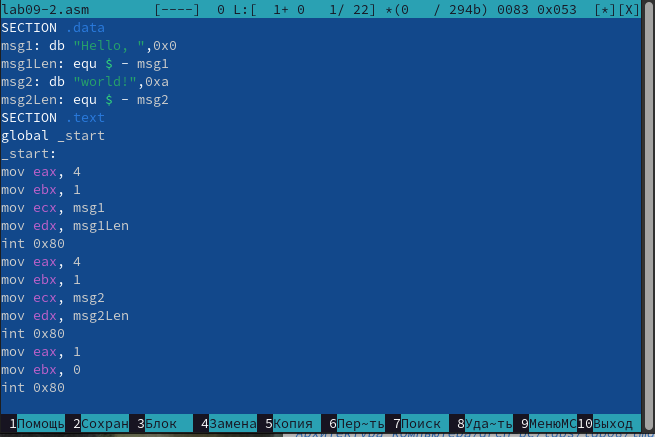 lab09-2.asm [----] 0 L:[ 1+ 0 1/ 22] *(0 / 294b) 0083 0x053 [*][X]
SECTION .data
msg1: db "Hello, ",0x0
msg1Len: equ $ - msg1
msg2: db "world!",0xa
msg2Len: equ $ - msg2
SECTION .text
global _start
_start:
mov eax, 4
mov ebx, 1
mov ecx, msg1
mov edx, msg1Len
int 0x80
mov eax, 4
mov ebx, 1
mov ecx, msg2
mov edx, msg2Len
int 0x80
mov eax, 1
mov ebx, 0
int 0x80
1Помощь 2Сохран 3Блок 4Замена 5Копия 6Пер~ть 7Поиск 8Уда~ть 9МенюMC 10Выход